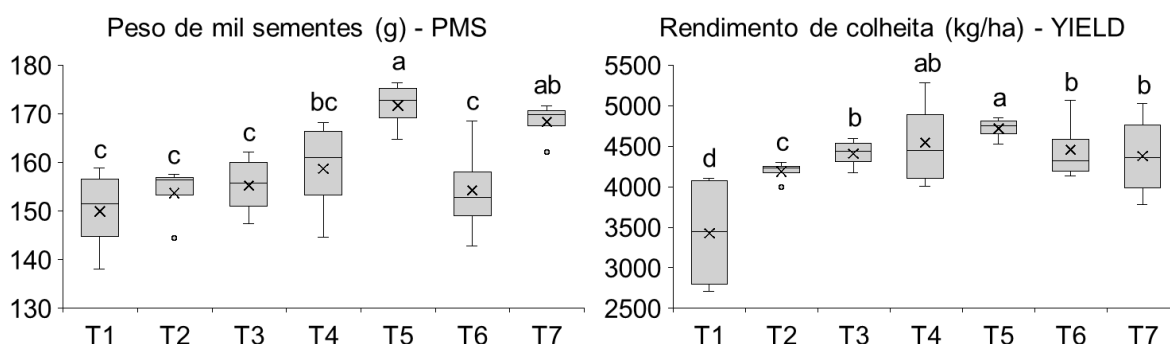 Peso de mil sementes (g) - PMS
180
170
160
150
140
130
c
c
c
bc
a
c
ab
T1 T2 T3 T4 T5 T6 T7
Rendimento de colheita (kg/ha) - YIELD
5500
5000
4500
4000
3500
3000
2500
d
c
b
ab
a
b
b
T1 T2 T3 T4 T5 T6 T7